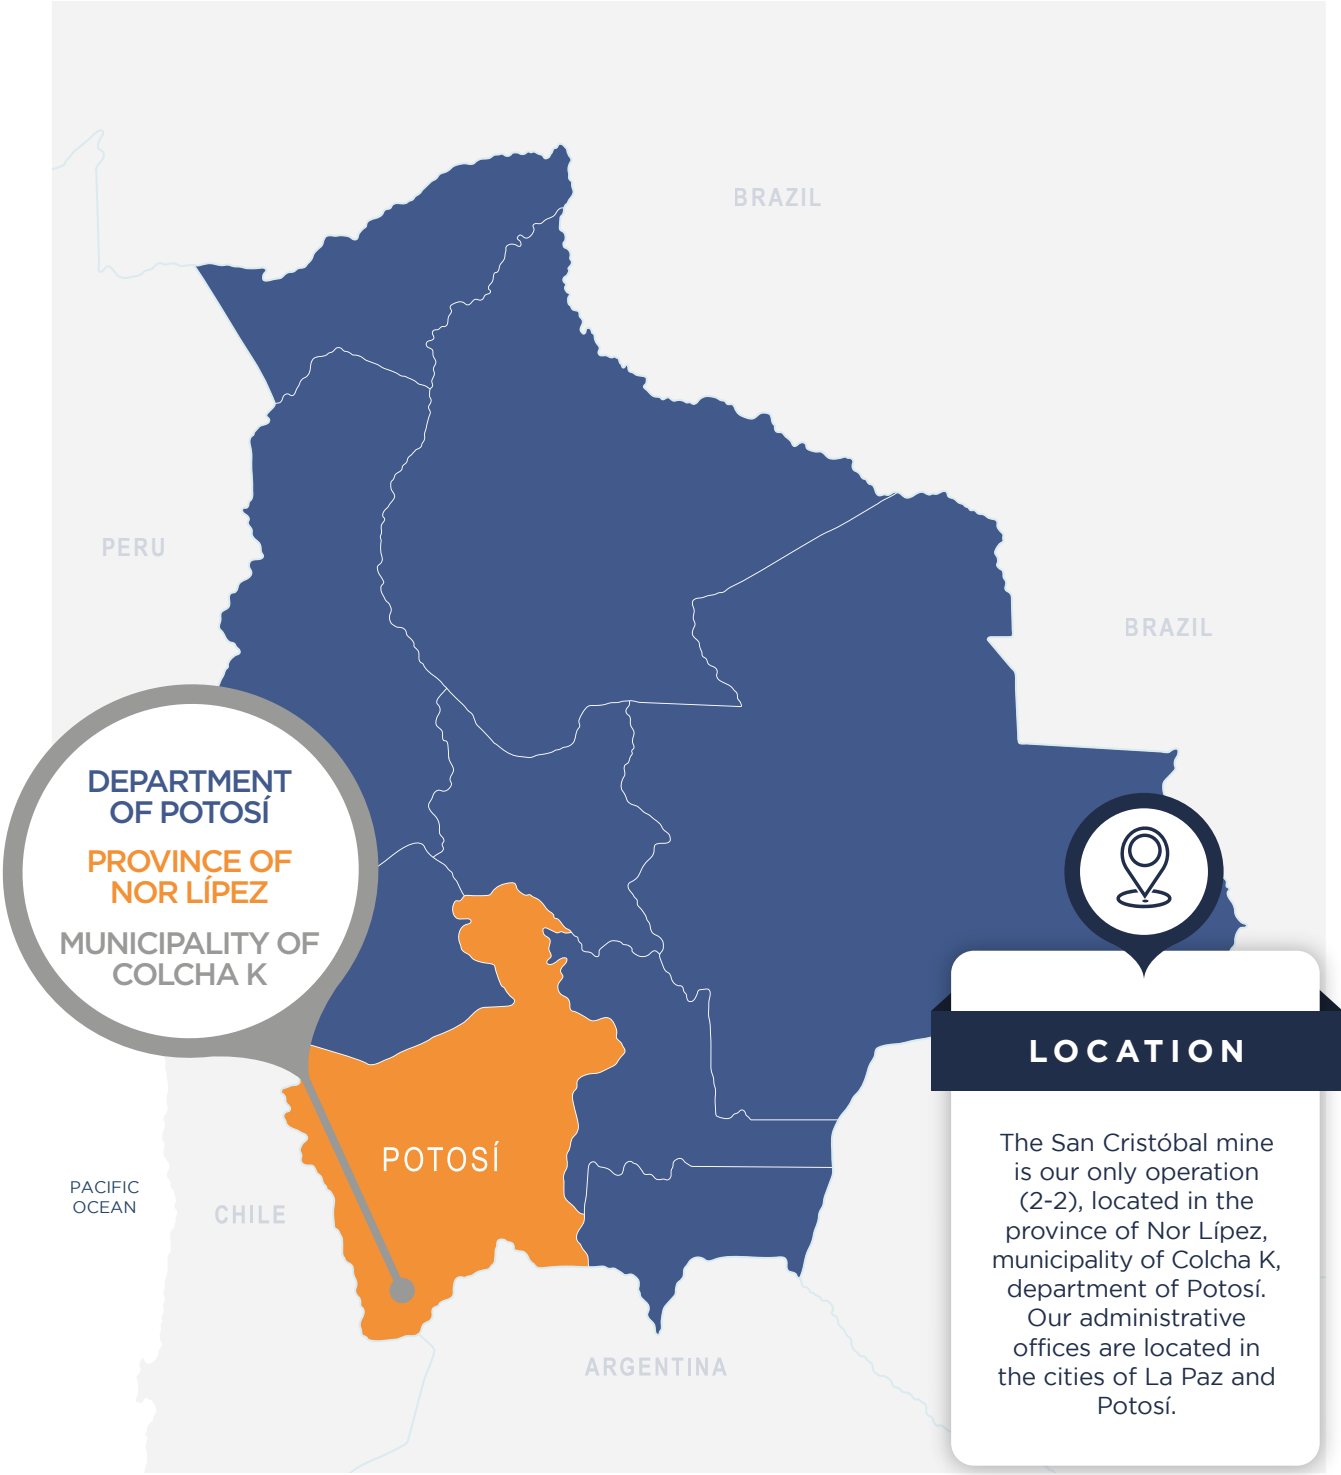 BRAZIL
PERU
BRAZIL
DEPARTMENT
OF POTOSÍ
PROVINCE OF
NOR LÍPEZ
MUNICIPALITY OF
COLCHA K
POTOSÍ
PACIFIC
OCEAN
CHILE
ARGENTINA
LOCATION
The San Cristóbal mine
is our only operation
(2-2), located in the
province of Nor Lípez,
municipality of Colcha K,
department of Potosí.
Our administrative
offices are located in
the cities of La Paz and
Potosí.